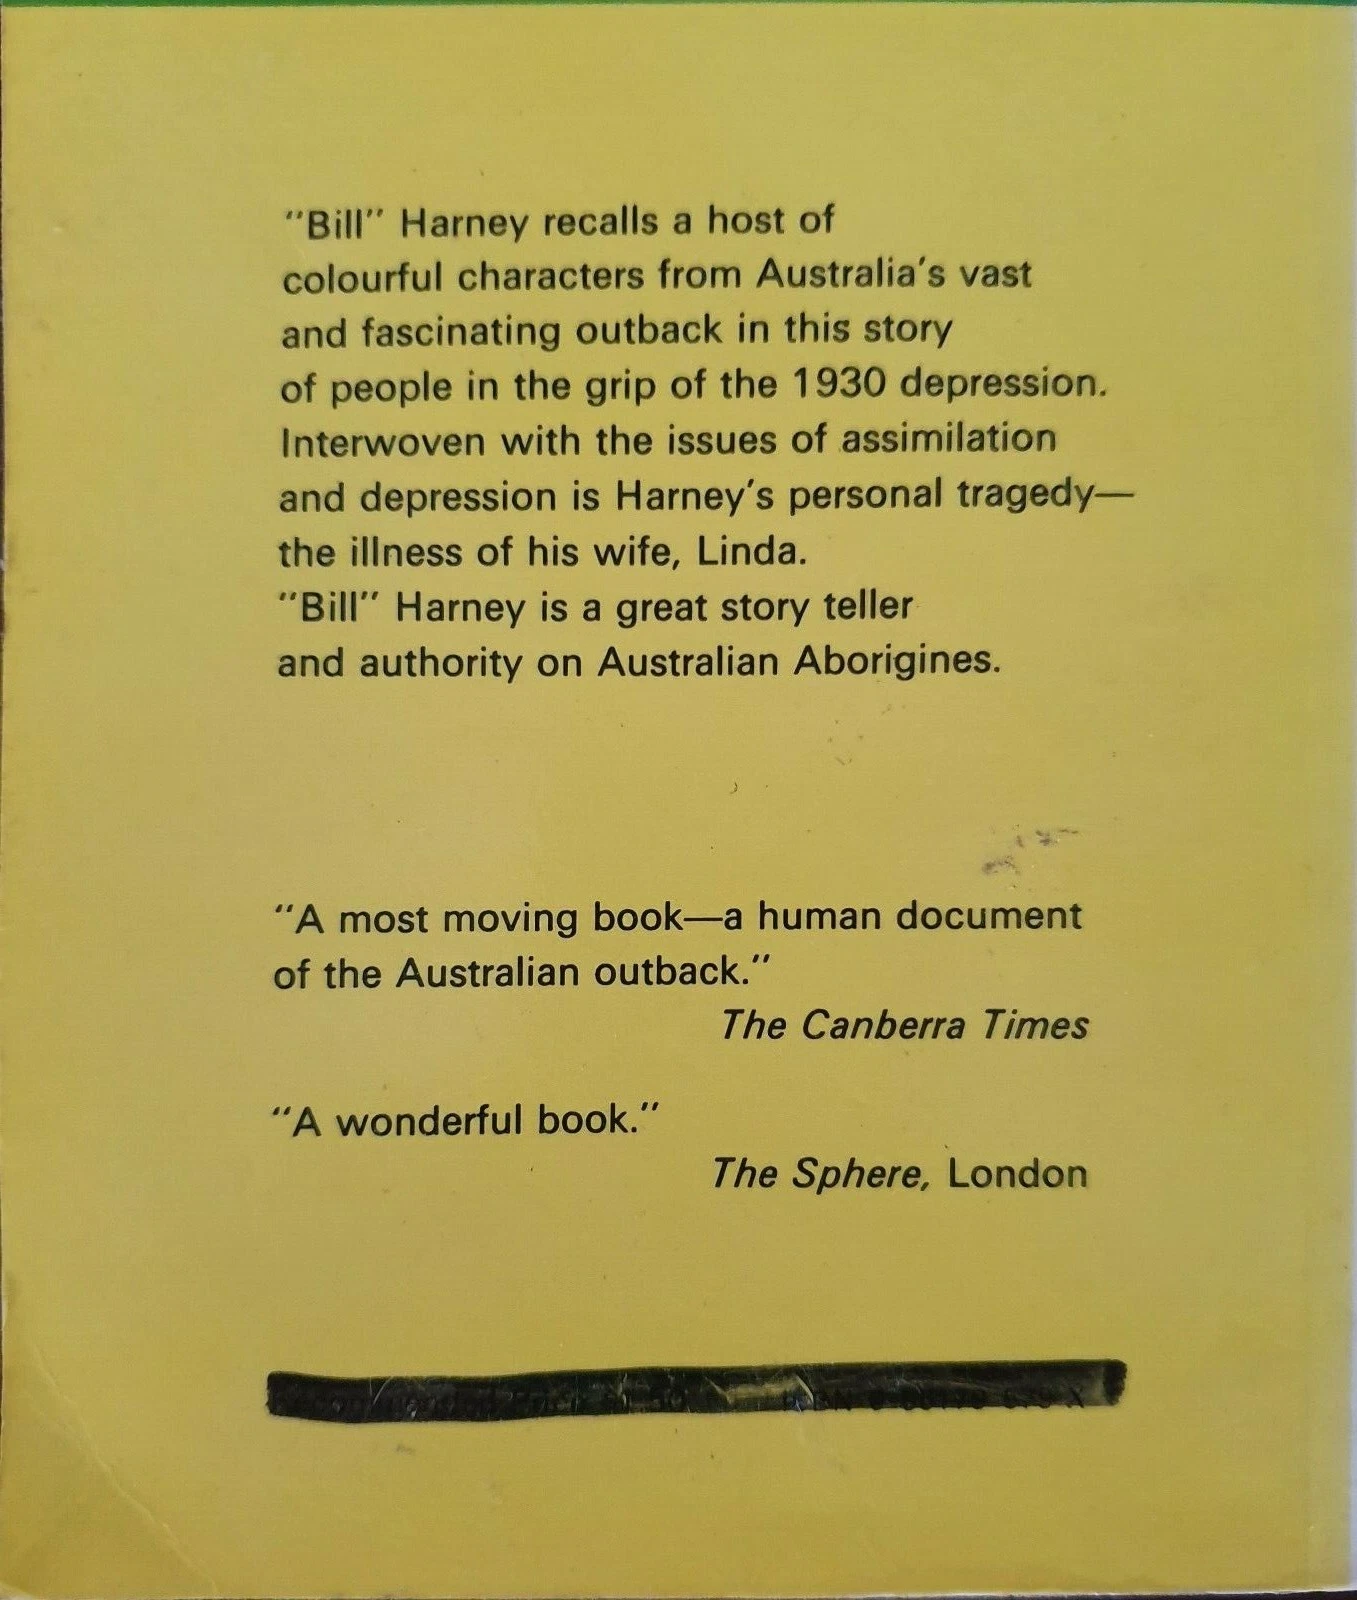 "Bill" Harney recalls a host of
colourful characters from Australia's vast
and fascinating outback in this story
of people in the grip of the 1930 depression.
Interwoven with the issues of assimilation
and depression is Harney's personal tragedy—
the illness of his wife, Linda.
"Bill" Harney is a great story teller
and authority on Australian Aborigines.
"A most moving book—a human document
of the Australian outback."
The Canberra Times
"A wonderful book."
The Sphere, London